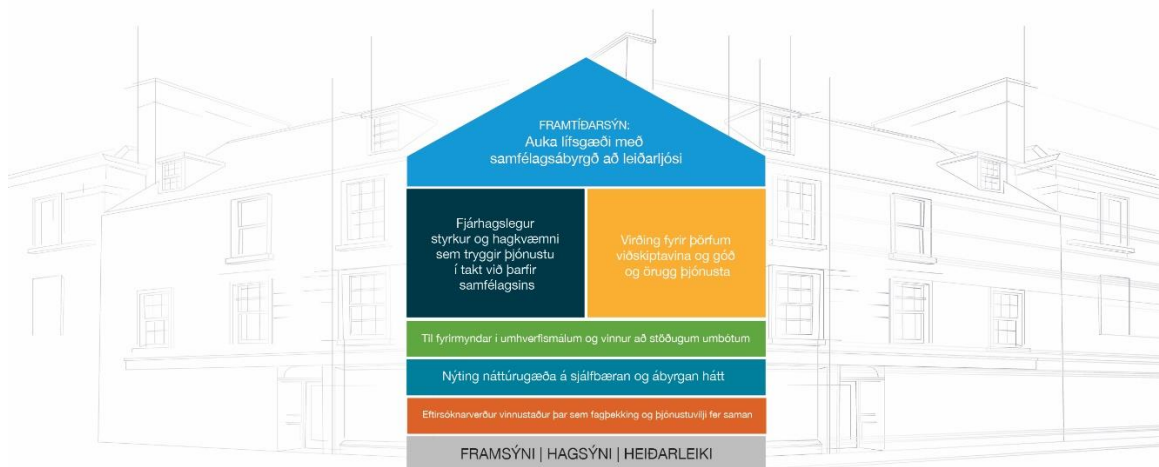 FRAMTÍÐARSÝN:
Auka lífsgæði með
samfélagsábyrgð að leiðarljósi
Fjárhagslegur
styrkur og hagkvæmni
sem tryggir þjónustu
í takt við þarfir
samfélagsins
Virðing fyrir þörfum
viðskiptavina og góð
og örugg þjónusta
Til fyrirmyndar í umhverfismálum og vinnur að stöðugum umbótum
Nýting náttúrugæða á sjálfbæran og ábyrgan hátt
Eftirsóknarverður vinnustaður þar sem fagþekking og þjónustuvilji fer saman
FRAMSÝNI | HAGSÝNI | HEIÐARLEIKI